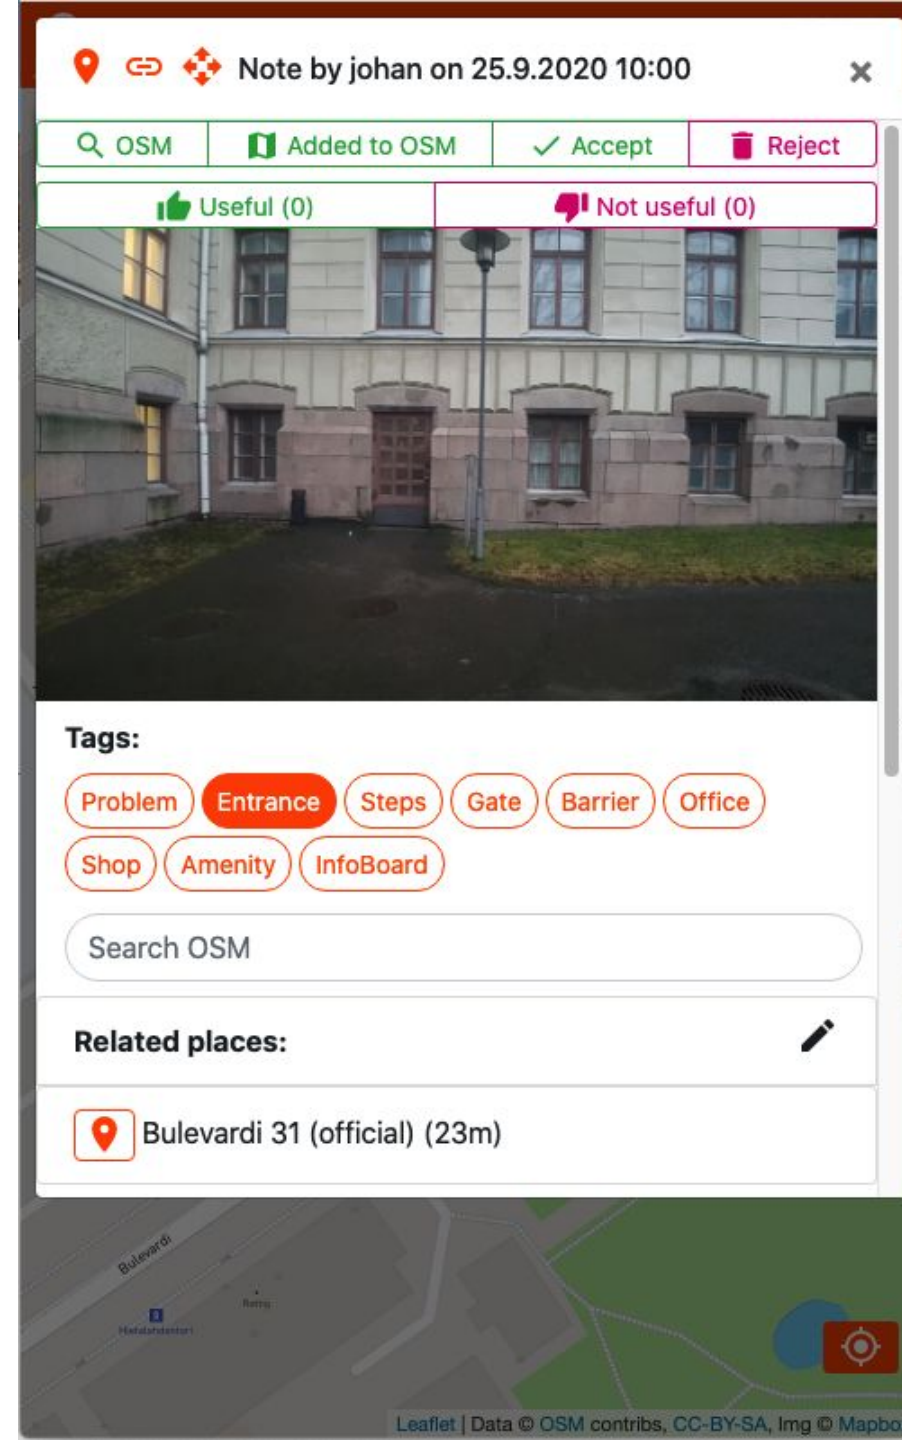 Note by johan on 25.9.2020 10:00 ×
OSM Added to OSM Accept Reject
Useful (0) Not useful (0)
Tags:
Problem Entrance Steps Gate Barrier Office
Shop Amenity InfoBoard
Search OSM
Related places:
Bulevardi 31 (official) (23m)
Bulevardi
Hietalahdentori
Leaflet | Data © OSM contribs, CC-BY-SA, Img © Mapbo